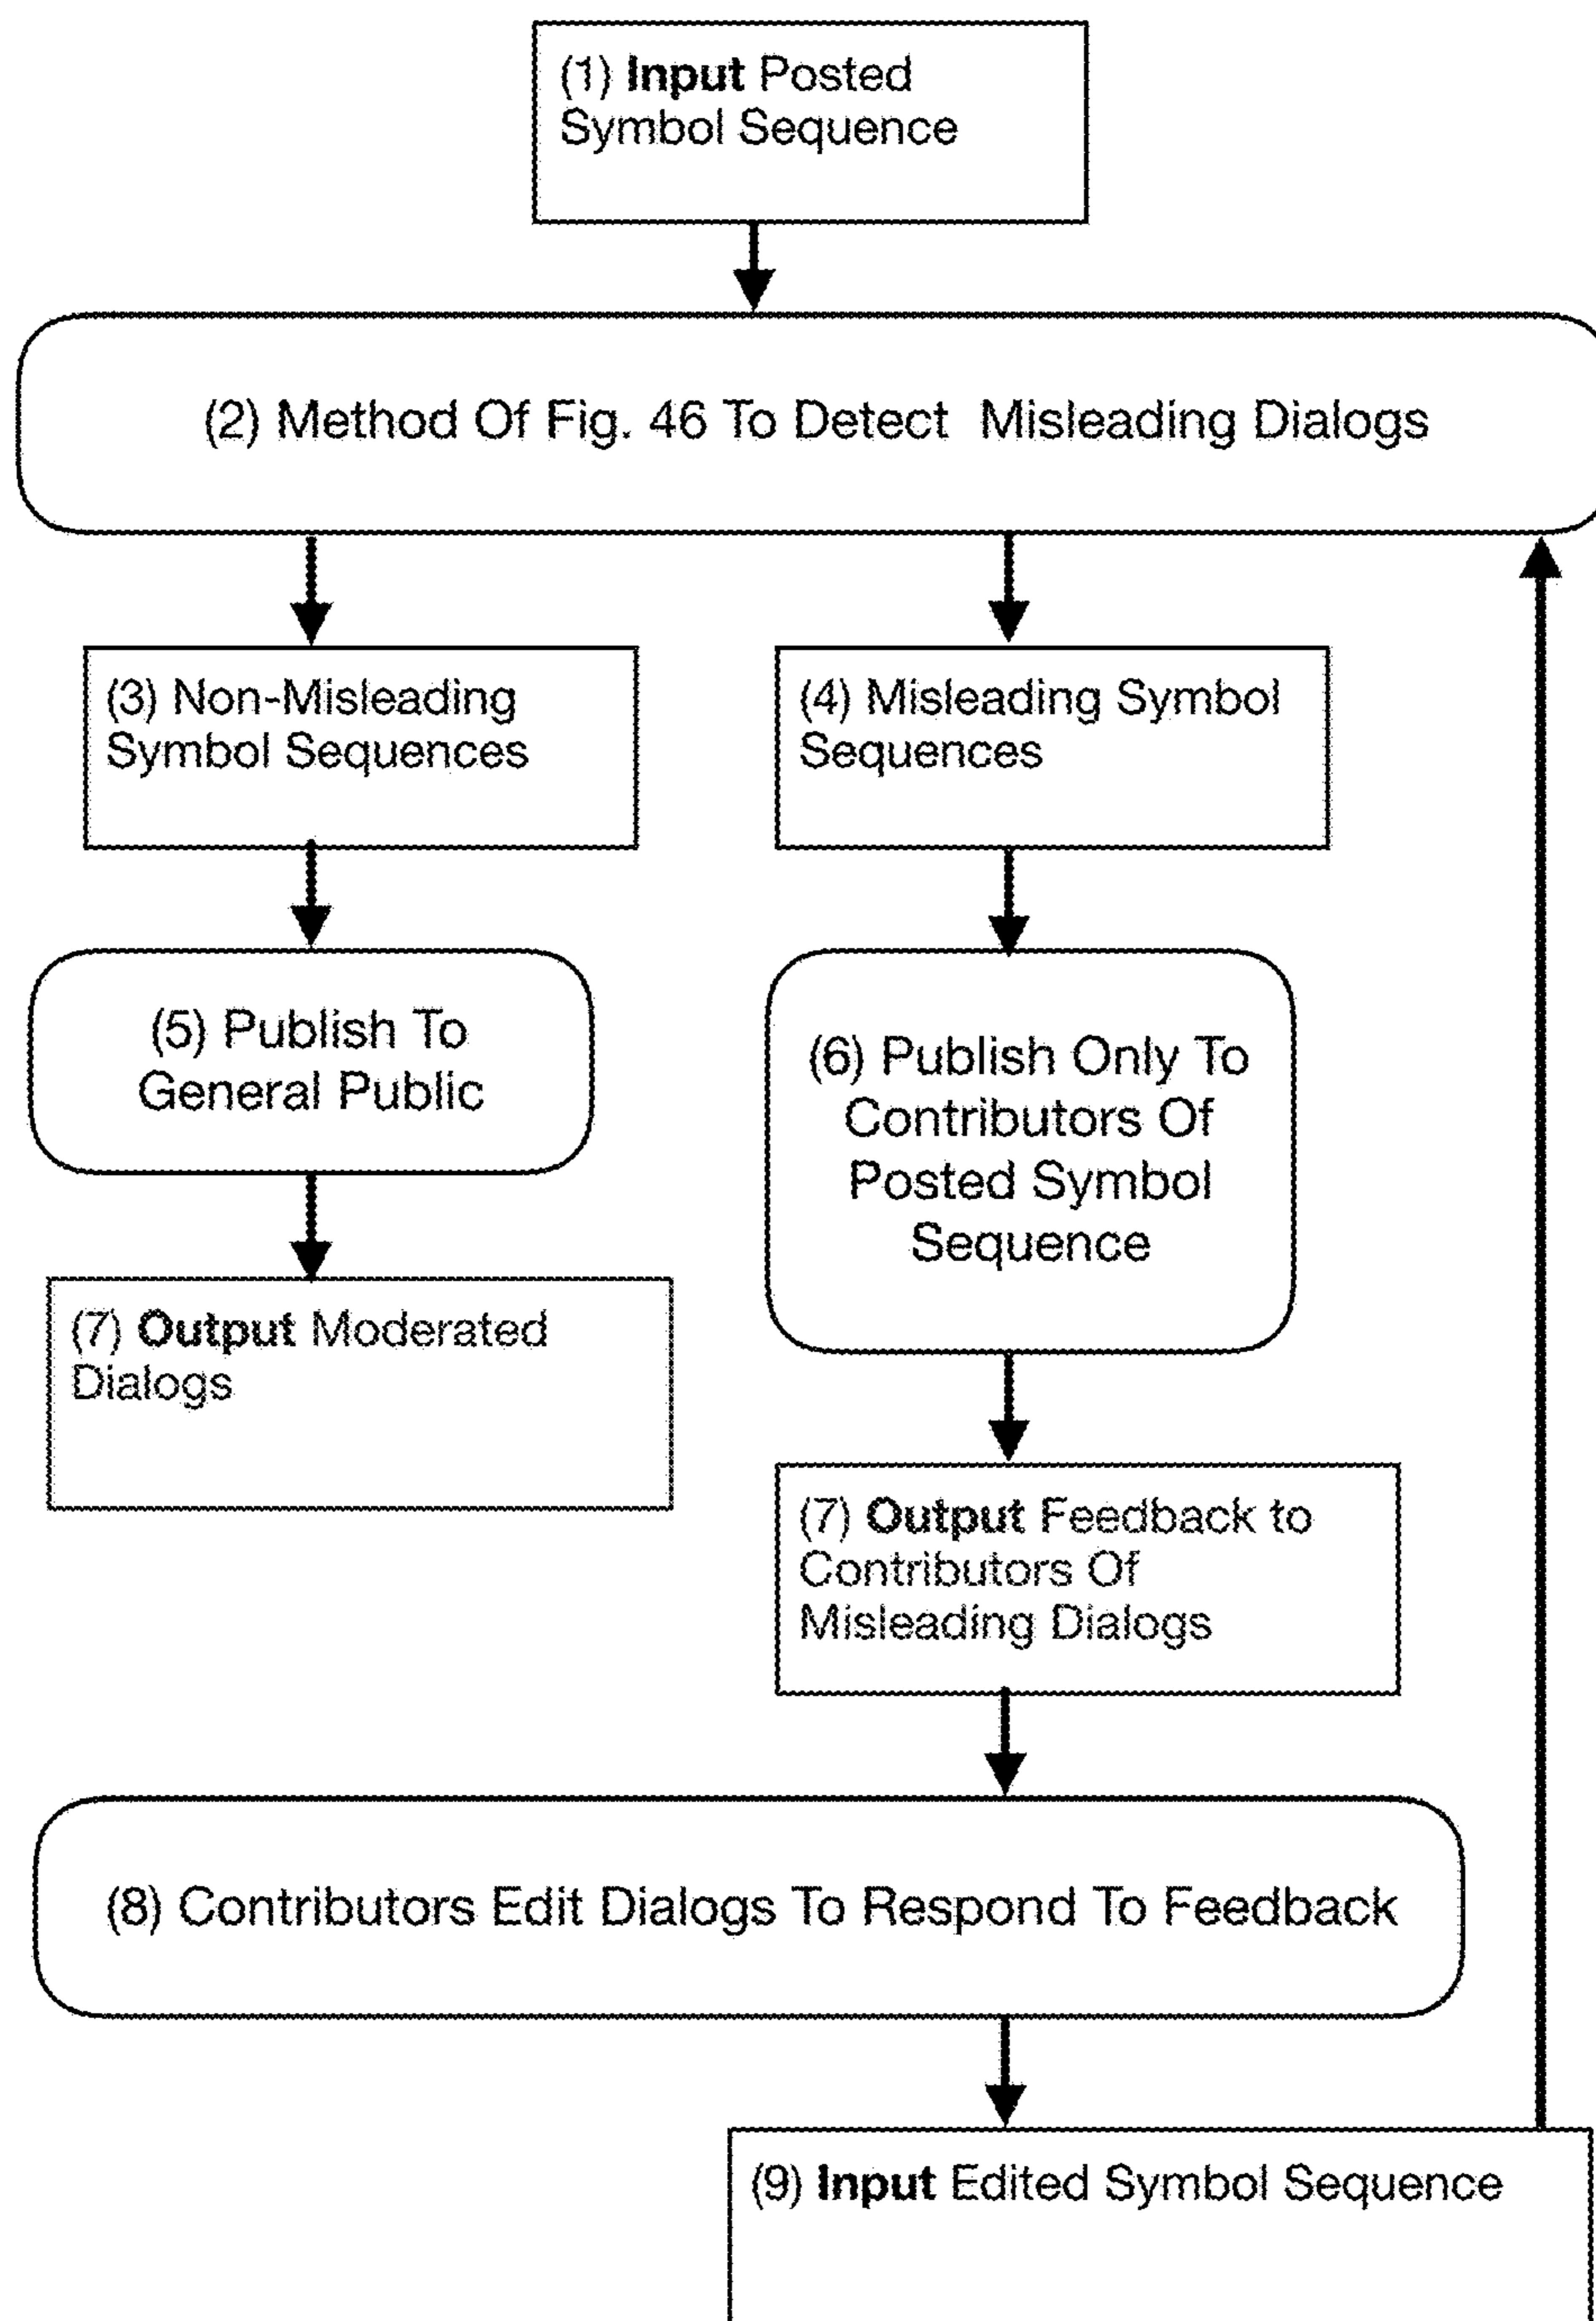 (1) Input Posted
Symbol Sequence
(2) Method Of Fig. 46 To Detect Misleading Dialogs
(3) Non-Misleading
Symbol Sequences
(4) Misleading Symbol
Sequences
(5) Publish To
General Public
(6) Publish Only To
Contributors Of
Posted Symbol
Sequence
(7) Output Moderated
Dialogs
(7) Output Feedback to
Contributors Of
Misleading Dialogs
(8) Contributors Edit Dialogs To Respond To Feedback
(9) Input Edited Symbol Sequence